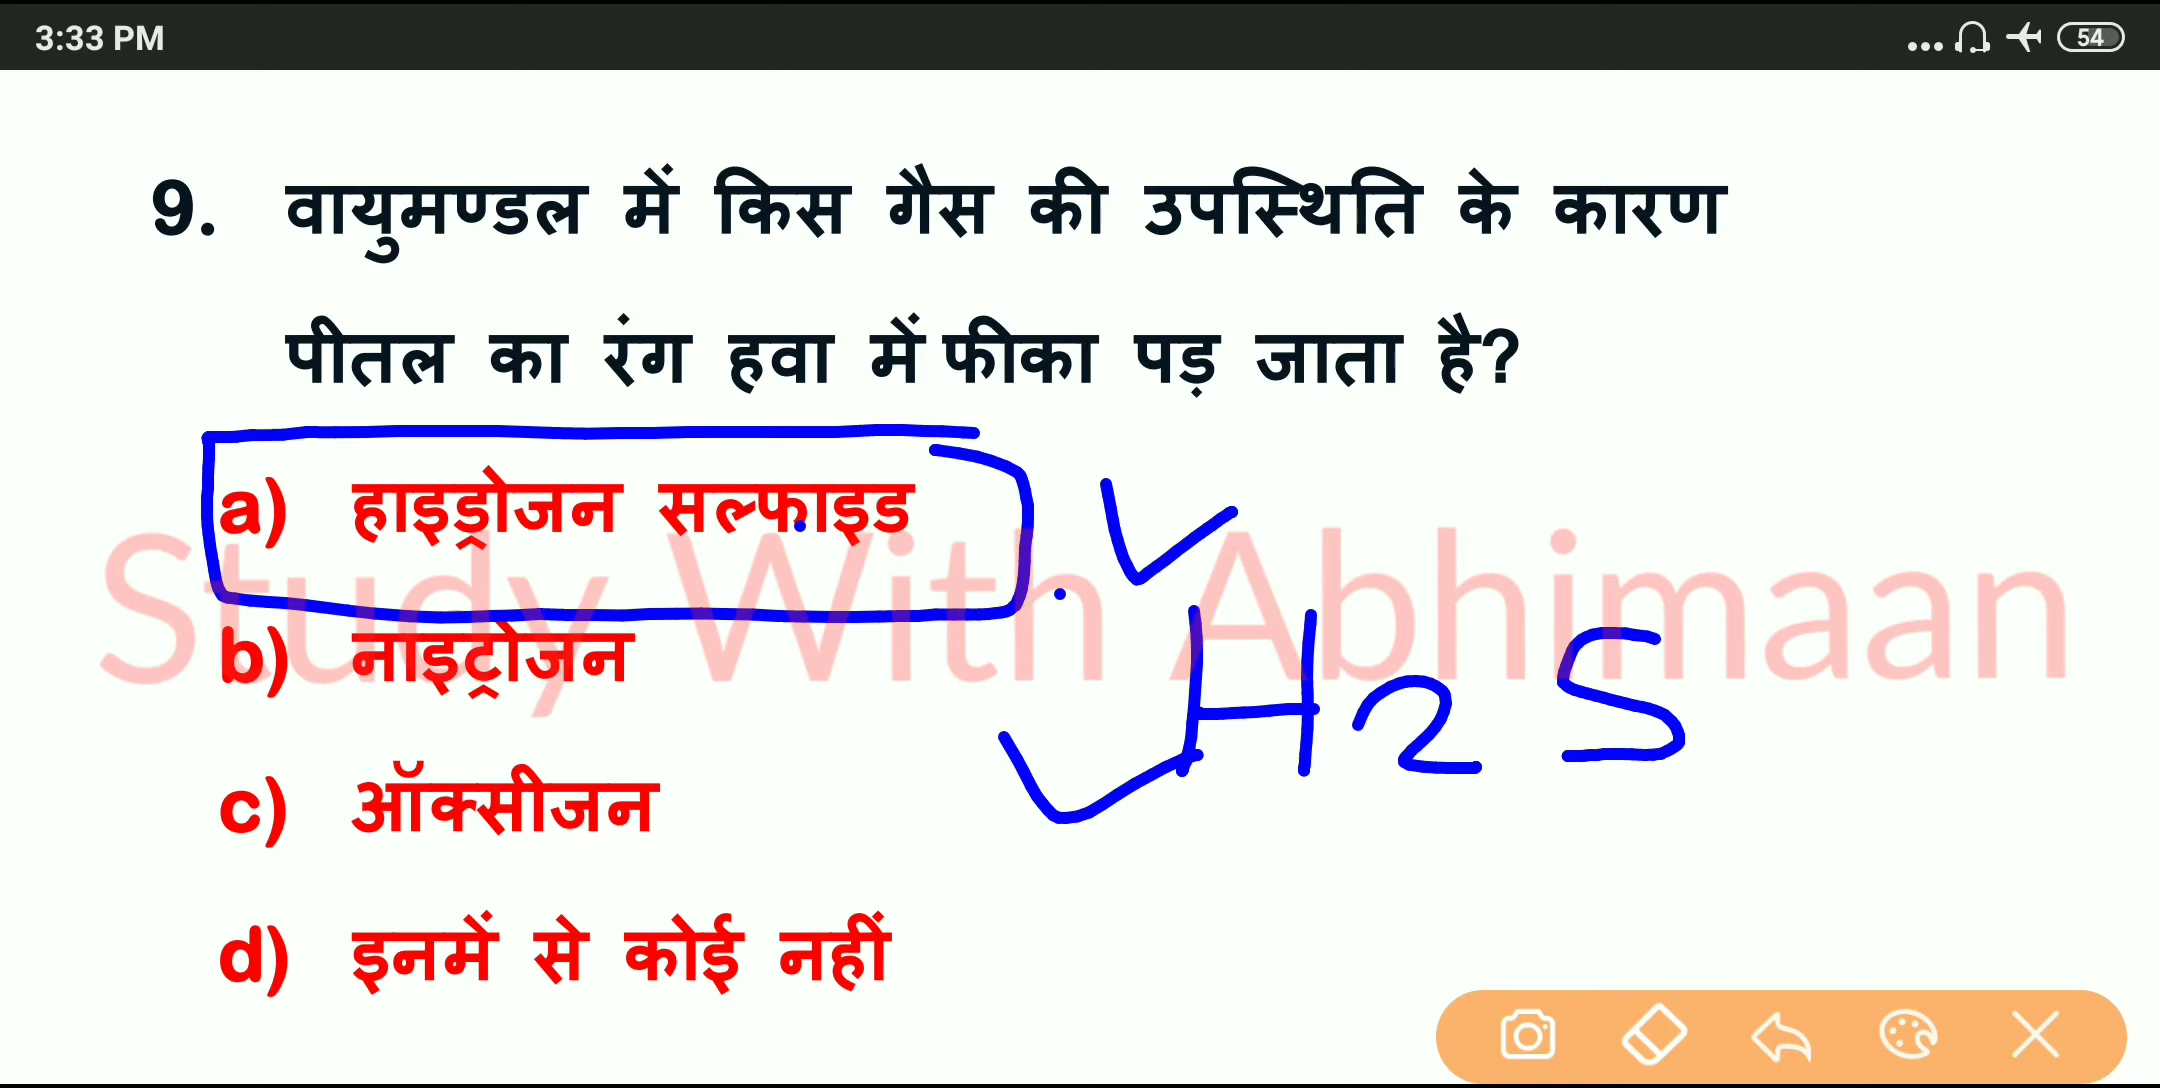 3:33 PM
54
9. वायुमण्डल में किस गैस की उपस्थिति के कारण
पीतल का रंग हवा में फीका पड़ जाता है?
a) हाइड्रोजन सल्फाइड
Study With Abhimaan
b) नाइट्रोजन
H2S
c) ऑक्सीजन
d) इनमें से कोई नहीं